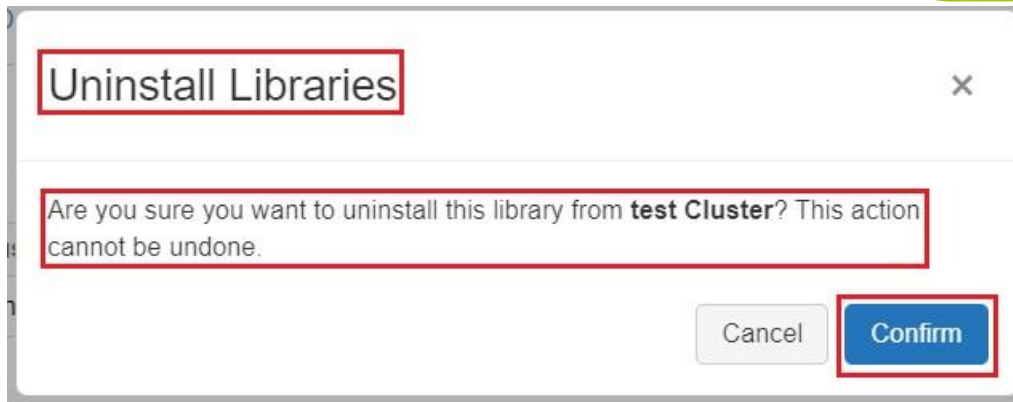 Uninstall Libraries
×
Are you sure you want to uninstall this library from test Cluster? This action
cannot be undone.
Cancel
Confirm